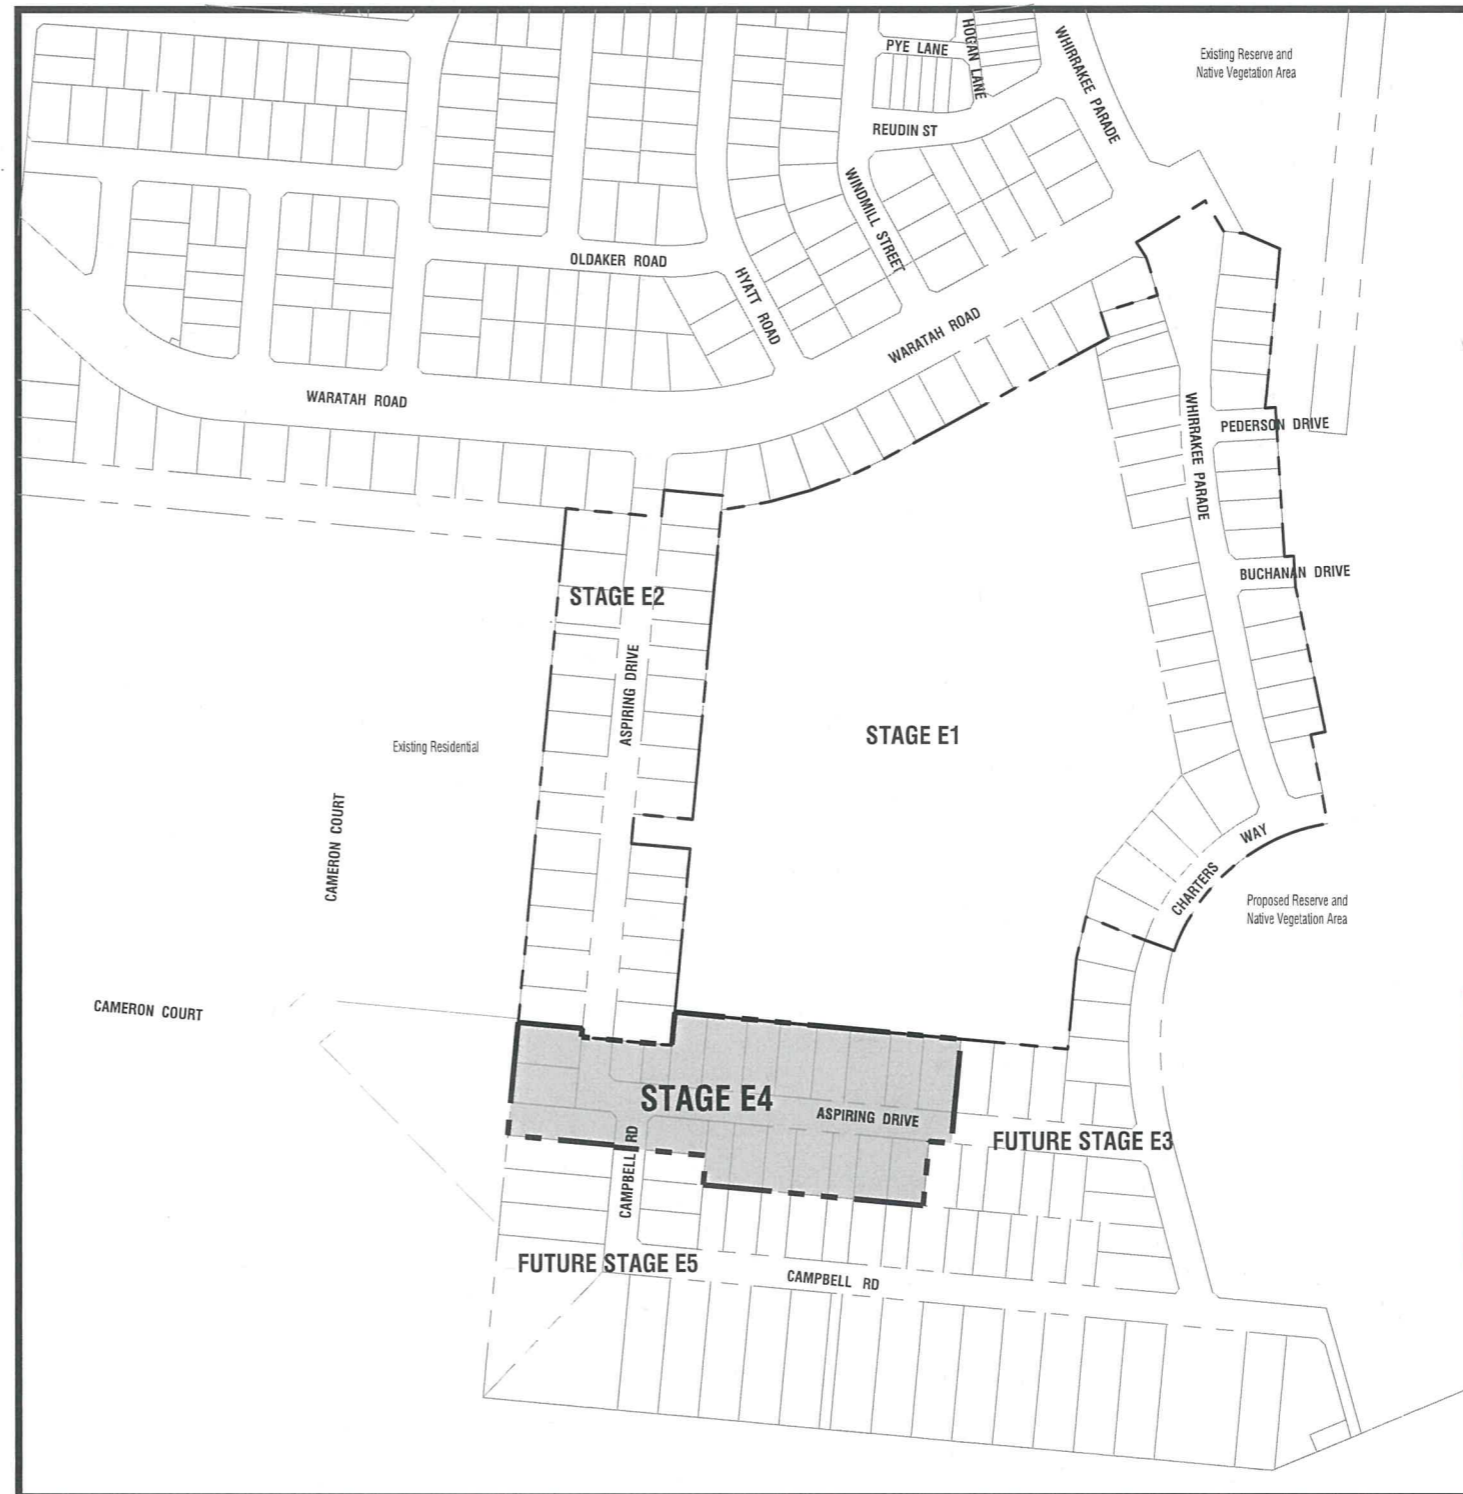 PYE LANE
HOGAN LANE
WHIRRAKEE PARADE
Existing Reserve and
Native Vegetation Area
REUDIN ST
WINDMILL STREET
OLDAKER ROAD
HYATT ROAD
WARATAH ROAD
WARATAH ROAD
WHIRRAKEE PARADE
PEDERSON DRIVE
BUCHANAN DRIVE
STAGE E2
ASPIRING DRIVE
STAGE E1
Existing Residential
CAMERON COURT
CHARTERS WAY
Proposed Reserve and
Native Vegetation Area
CAMERON COURT
STAGE E4
ASPIRING DRIVE
CAMPBELL RD
FUTURE STAGE E3
FUTURE STAGE E5
CAMPBELL RD